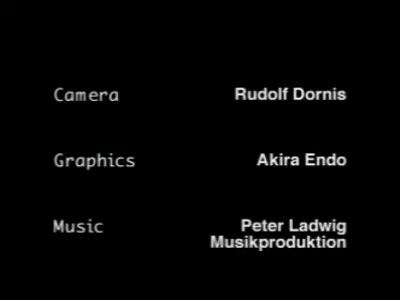 Camera Rudolf Dornis
Graphics Akira Endo
Music Peter Ladwig
Musikproduktion